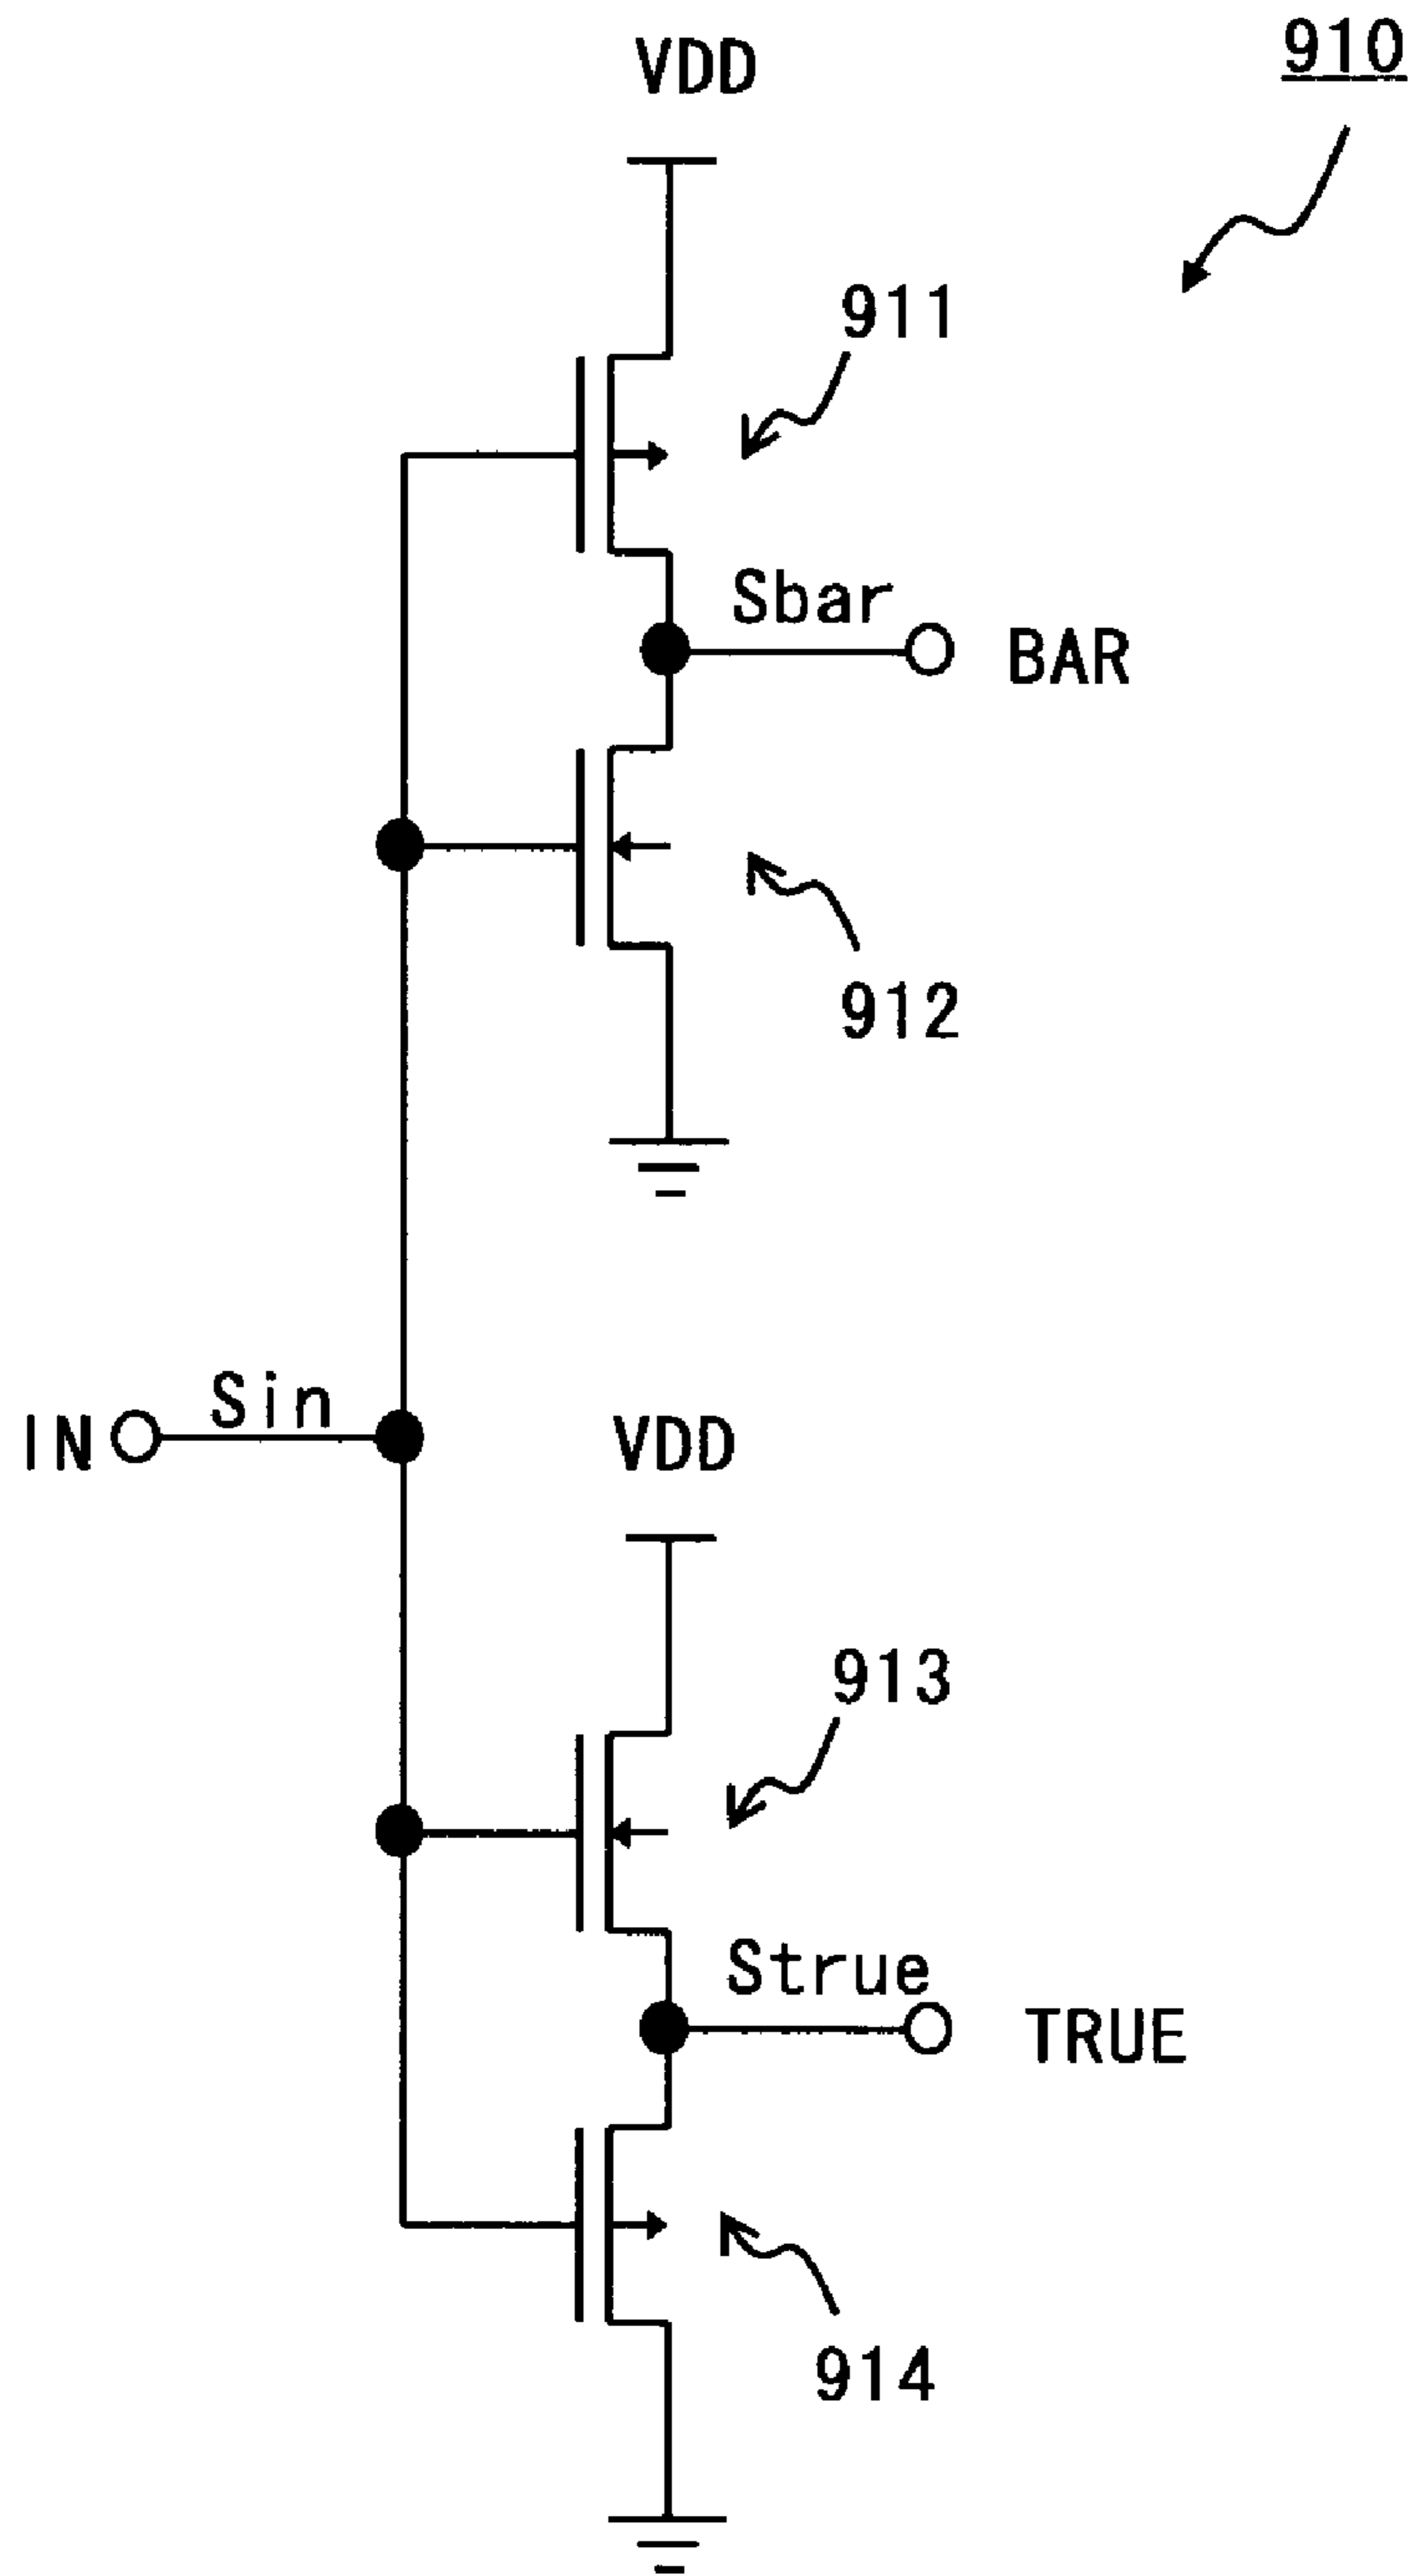 910
VDD
911
Sbar
BAR
912
Sin
IN
VDD
913
Strue
TRUE
914